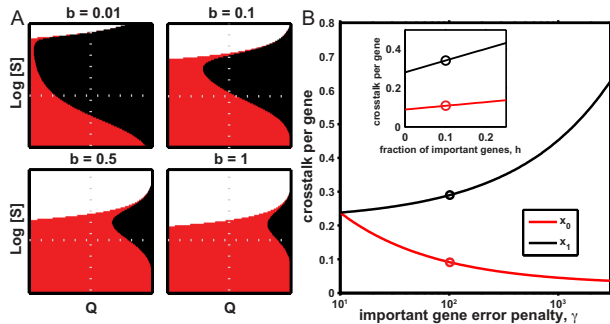 A
b = 0.01
b = 0.1
Log [S]
b = 0.5
b = 1
Log [S]
Q
Q
B
crosstalk per gene
0.8
0.7
0.6
0.5
0.4
0.3
0.2
0.1
0
10¹
10²
10³
important gene error penalty, γ
crosstalk per gene
0.4
0.2
0
0
0.1
0.2
fraction of important genes, h
x₀
x₁